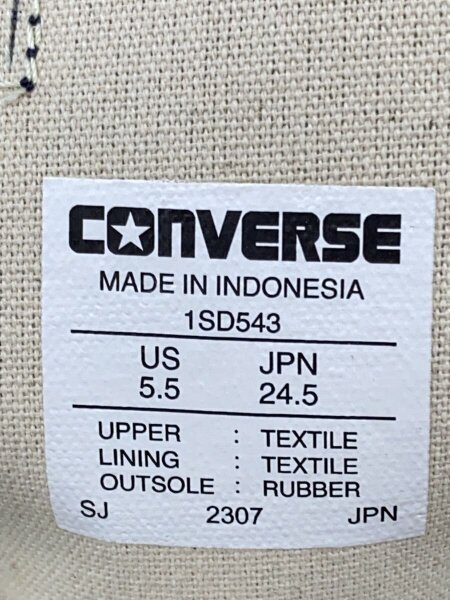 CONVERSE
MADE IN INDONESIA
1SD543
US JPN
5.5 24.5
UPPER : TEXTILE
LINING : TEXTILE
OUTSOLE : RUBBER
SJ 2307 JPN